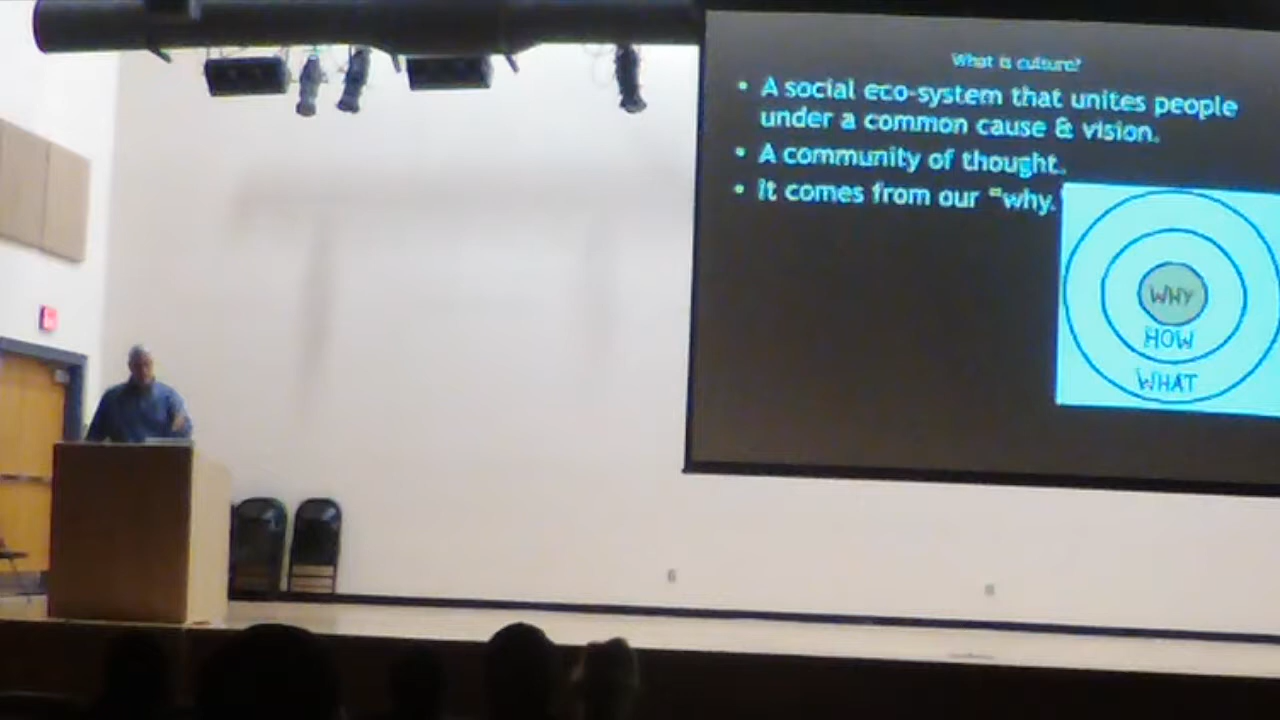 What is culture?
• A social eco-system that unites people
under a common cause & vision.
• A community of thought.
• It comes from our "why.
WHY
HOW
WHAT